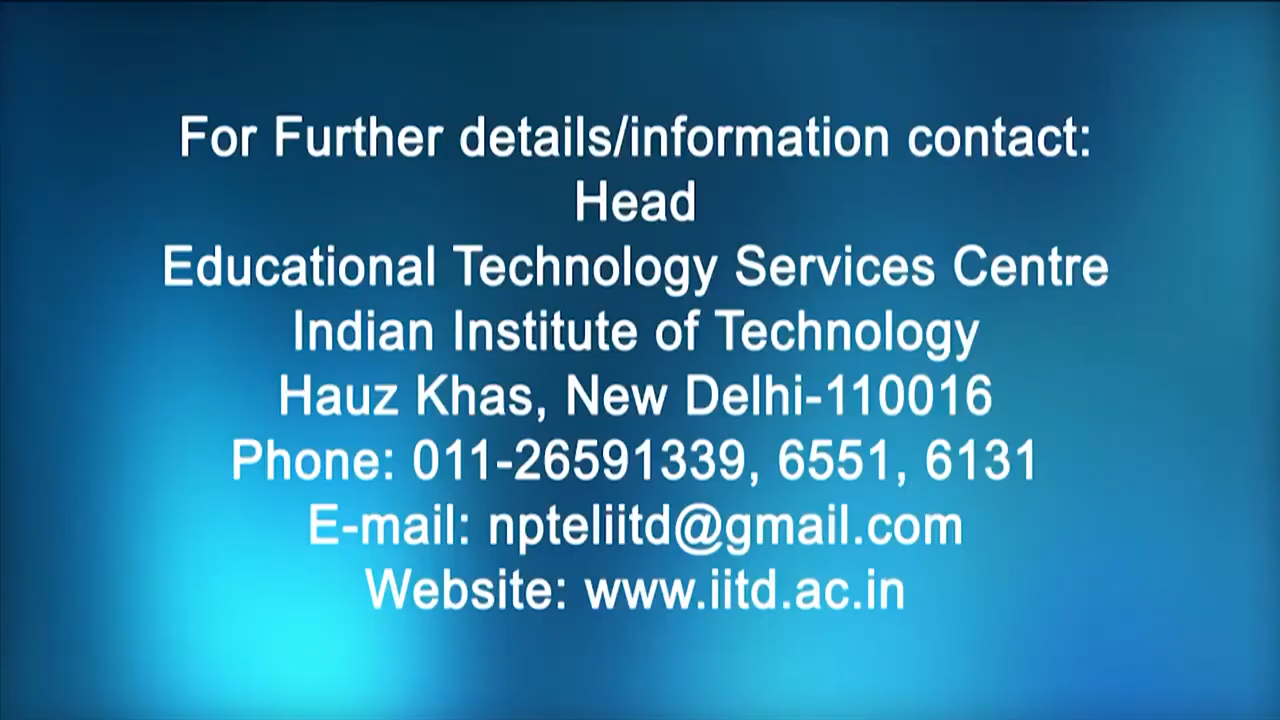 For Further details/information contact:
Head
Educational Technology Services Centre
Indian Institute of Technology
Hauz Khas, New Delhi-110016
Phone: 011-26591339, 6551, 6131
E-mail: npteliitd@gmail.com
Website: www.iitd.ac.in